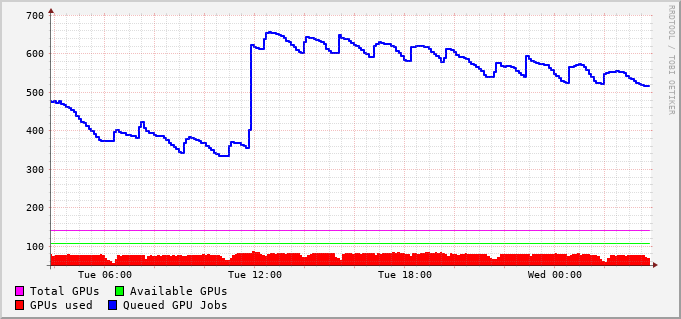 700
600
500
400
300
200
100
Tue 06:00 Tue 12:00 Tue 18:00 Wed 00:00
Total GPUs Available GPUs
GPUs used Queued GPU Jobs
RRDTOOL / TOBI OETIKER